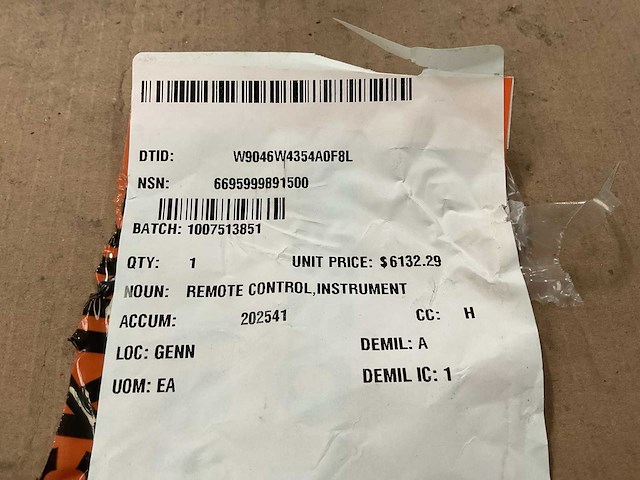 DTID: W9046W4354A0F8L
NSN: 6695999B91500
BATCH: 1007513851
QTY: 1 UNIT PRICE: $6132.29
NOUN: REMOTE CONTROL,INSTRUMENT
ACCUM: 202541 CC: H
LOC: GENN DEMIL: A
UOM: EA DEMIL IC: 1